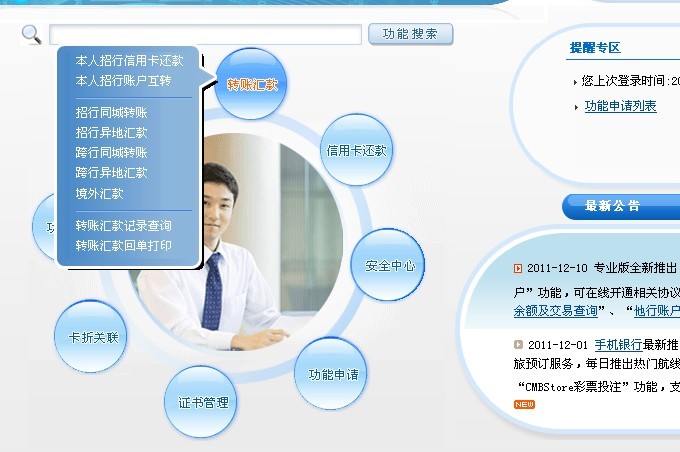 功能搜索
本人招行信用卡还款
本人招行账户互转
招行同城转账
招行异地汇款
跨行同城转账
跨行异地汇款
境外汇款
转账汇款记录查询
转账汇款回单打印
转账汇款
信用卡还款
安全中心
功能申请
证书管理
卡折关联
功
提醒专区
您上次登录时间:20
功能申请列表
最新公告
2011-12-10 专业版全新推出
户”功能，可在线开通相关协议
余额及交易查询”、“他行账户
2011-12-01 手机银行最新推
旅预订服务，每日推出热门航线
“CMBStore彩票投注”功能，支
NEW